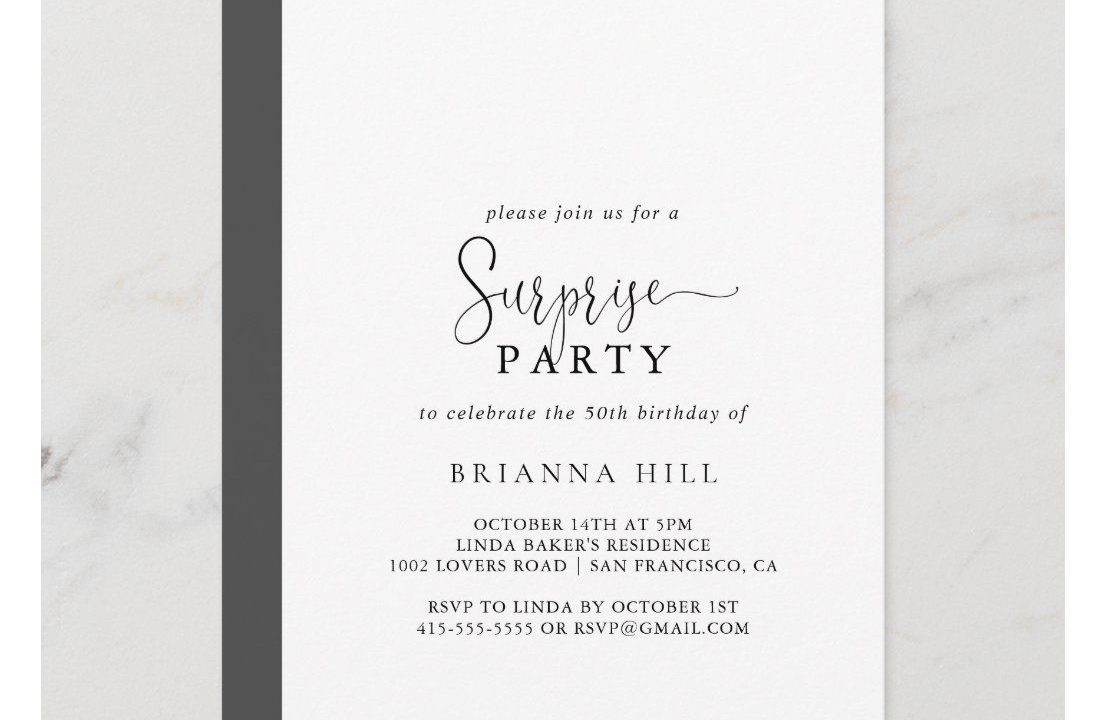 please join us for a
Surprise
PARTY
to celebrate the 50th birthday of
BRIANNA HILL
OCTOBER 14TH AT 5PM
LINDA BAKER'S RESIDENCE
1002 LOVERS ROAD | SAN FRANCISCO, CA
RSVP TO LINDA BY OCTOBER 1ST
415-555-5555 OR RSVP@GMAIL.COM